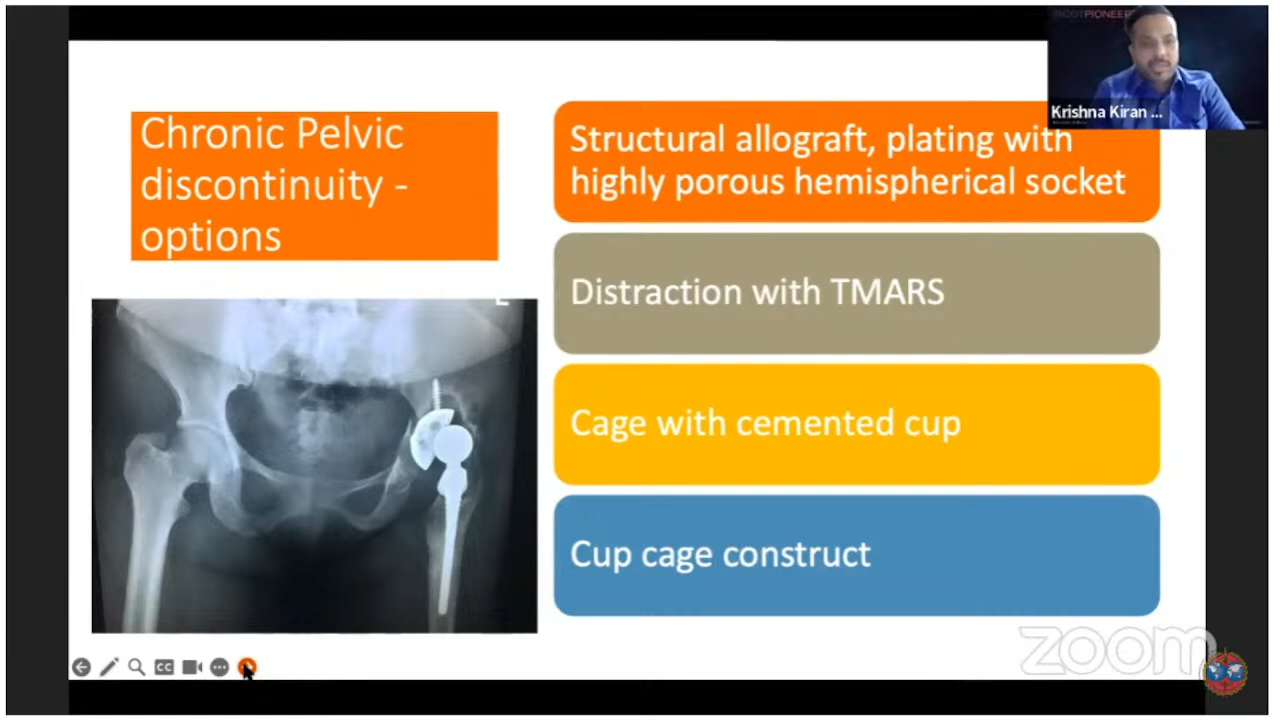 Krishna Kiran ...
Chronic Pelvic
discontinuity -
options
Structural allograft, plating with
highly porous hemispherical socket
Distraction with TMARS
Cage with cemented cup
Cup cage construct
CC
zoom